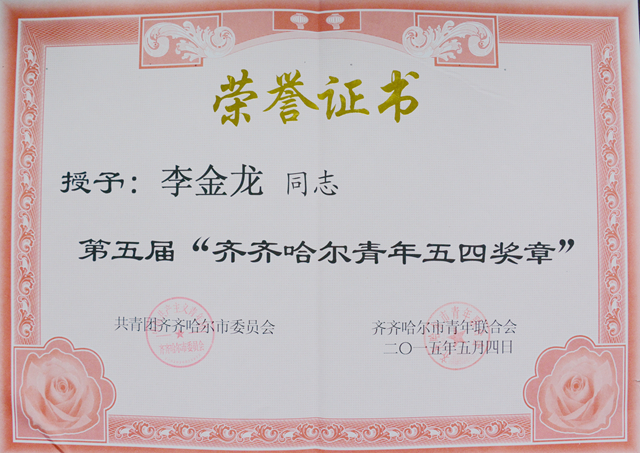 荣誉证书
授予：李金龙 同志
第五届“齐齐哈尔青年五四奖章”
共青团齐齐哈尔市委员会 齐齐哈尔市青年联合会
二〇一五年五月四日